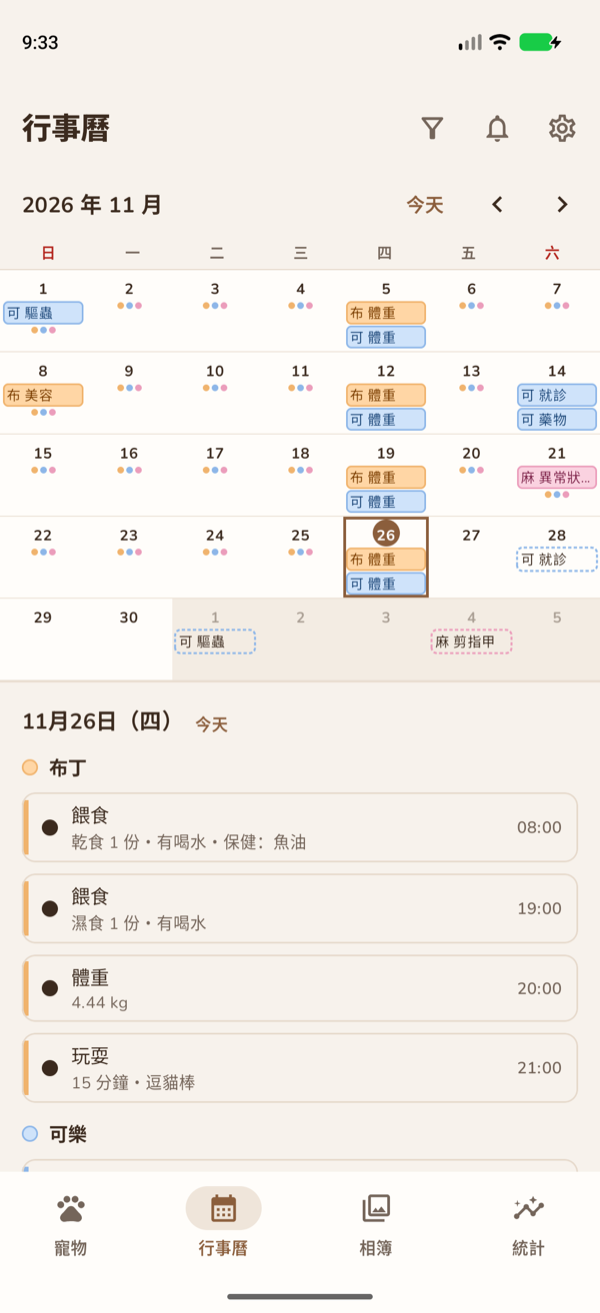 9:33
行事曆
2026 年 11 月 今天
日 一 二 三 四 五 六
1 2 3 4 5 6 7
可 驅蟲 布 體重
可 體重
8 9 10 11 12 13 14
布 美容 布 體重 可 就診
可 體重 可 藥物
15 16 17 18 19 20 21
布 體重 麻 異常狀...
可 體重
22 23 24 25 26 27 28
布 體重 可 就診
可 體重
29 30 1 2 3 4 5
可 驅蟲 麻 剪指甲
11月26日（四） 今天
布丁
餵食
乾食 1 份・有喝水・保健：魚油 08:00
餵食
濕食 1 份・有喝水 19:00
體重
4.44 kg 20:00
玩耍
15 分鐘・逗貓棒 21:00
可樂
寵物 行事曆 相簿 統計